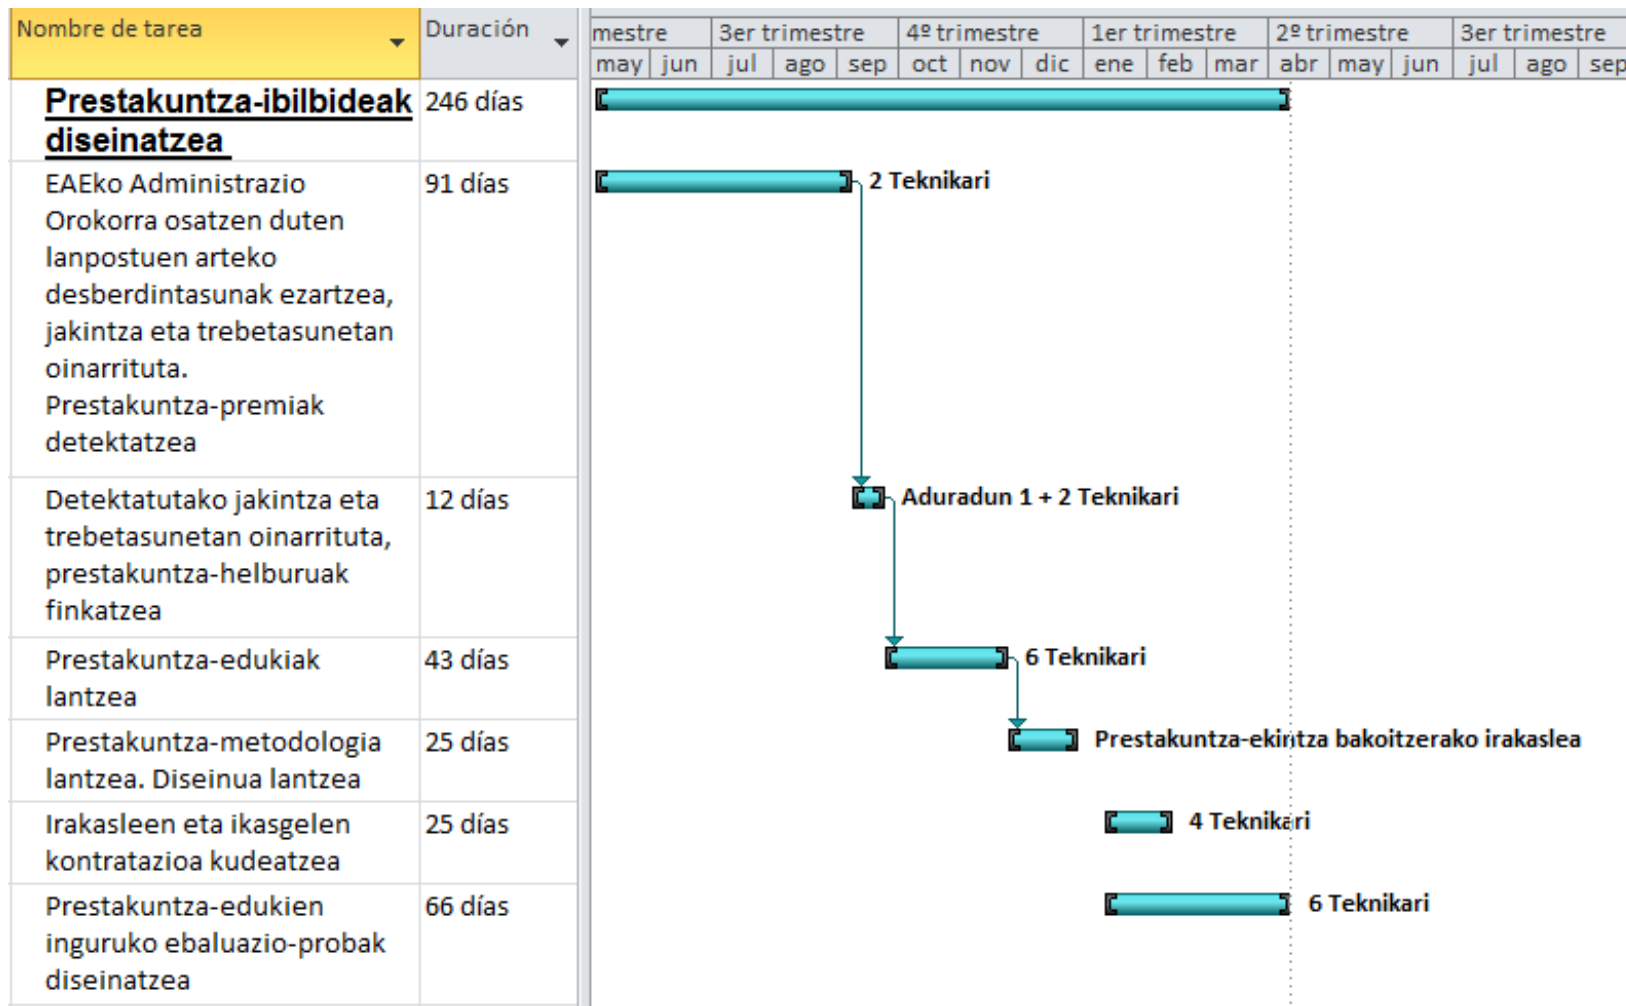 Nombre de tarea
Duración
mestre
3er trimestre
4º trimestre
1er trimestre
2º trimestre
3er trimestre
may jun jul ago sep oct nov dic ene feb mar abr may jun jul ago sep
Prestakuntza-ibilbideak
diseinatzea
246 días
EAEko Administrazio
Orokorra osatzen duten
lanpostuen arteko
desberdintasunak ezartzea,
jakintza eta trebetasunetan
oinarrituta.
Prestakuntza-premiak
detektatzea
91 días
2 Teknikari
Detektatutako jakintza eta
trebetasunetan oinarrituta,
prestakuntza-helburuak
finkatzea
12 días
Aduradun 1 + 2 Teknikari
Prestakuntza-edukiak
lantzea
43 días
6 Teknikari
Prestakuntza-metodologia
lantzea. Diseinua lantzea
25 días
Prestakuntza-ekintza bakoitzerako irakaslea
Irakasleen eta ikasgelen
kontratazioa kudeatzea
25 días
4 Teknikari
Prestakuntza-edukien
inguruko ebaluazio-probak
diseinatzea
66 días
6 Teknikari